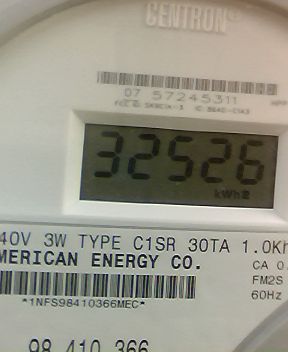 CENTRON®
07 57245311
32526
kWh
40V 3W TYPE C1SR 30TA 1.0Kh
MERICAN ENERGY CO.
CA 0.
*1NFS98410366MEC*
FM2S
60Hz
98 410 366